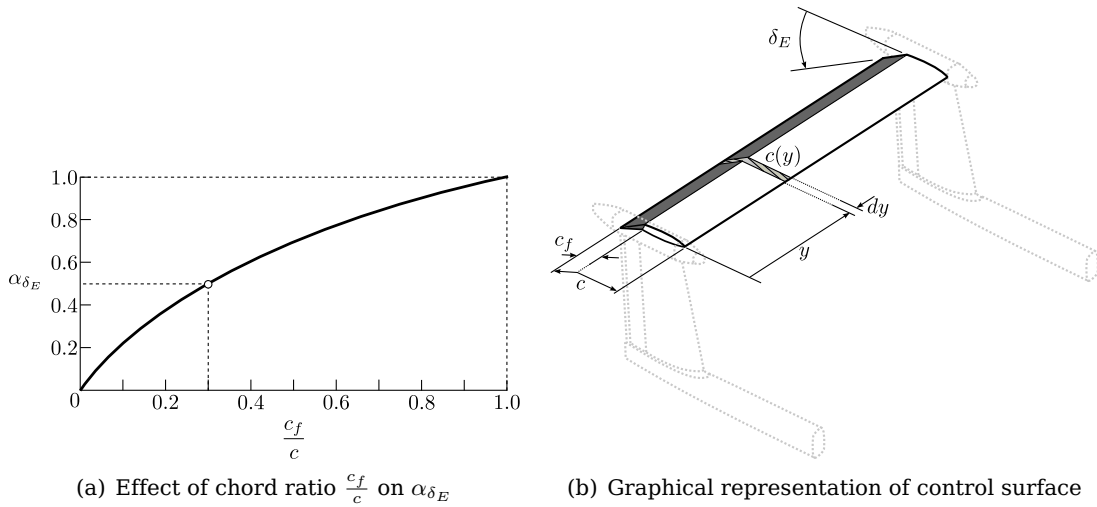 1.0
0.8
0.6
α_{δ_E}
0.4
0.2
0
0.2
0.4
0.6
0.8
1.0
c_f
c
(a) Effect of chord ratio c_f/c on α_{δ_E}
δ_E
c(y)
dy
y
c_f
c
(b) Graphical representation of control surface